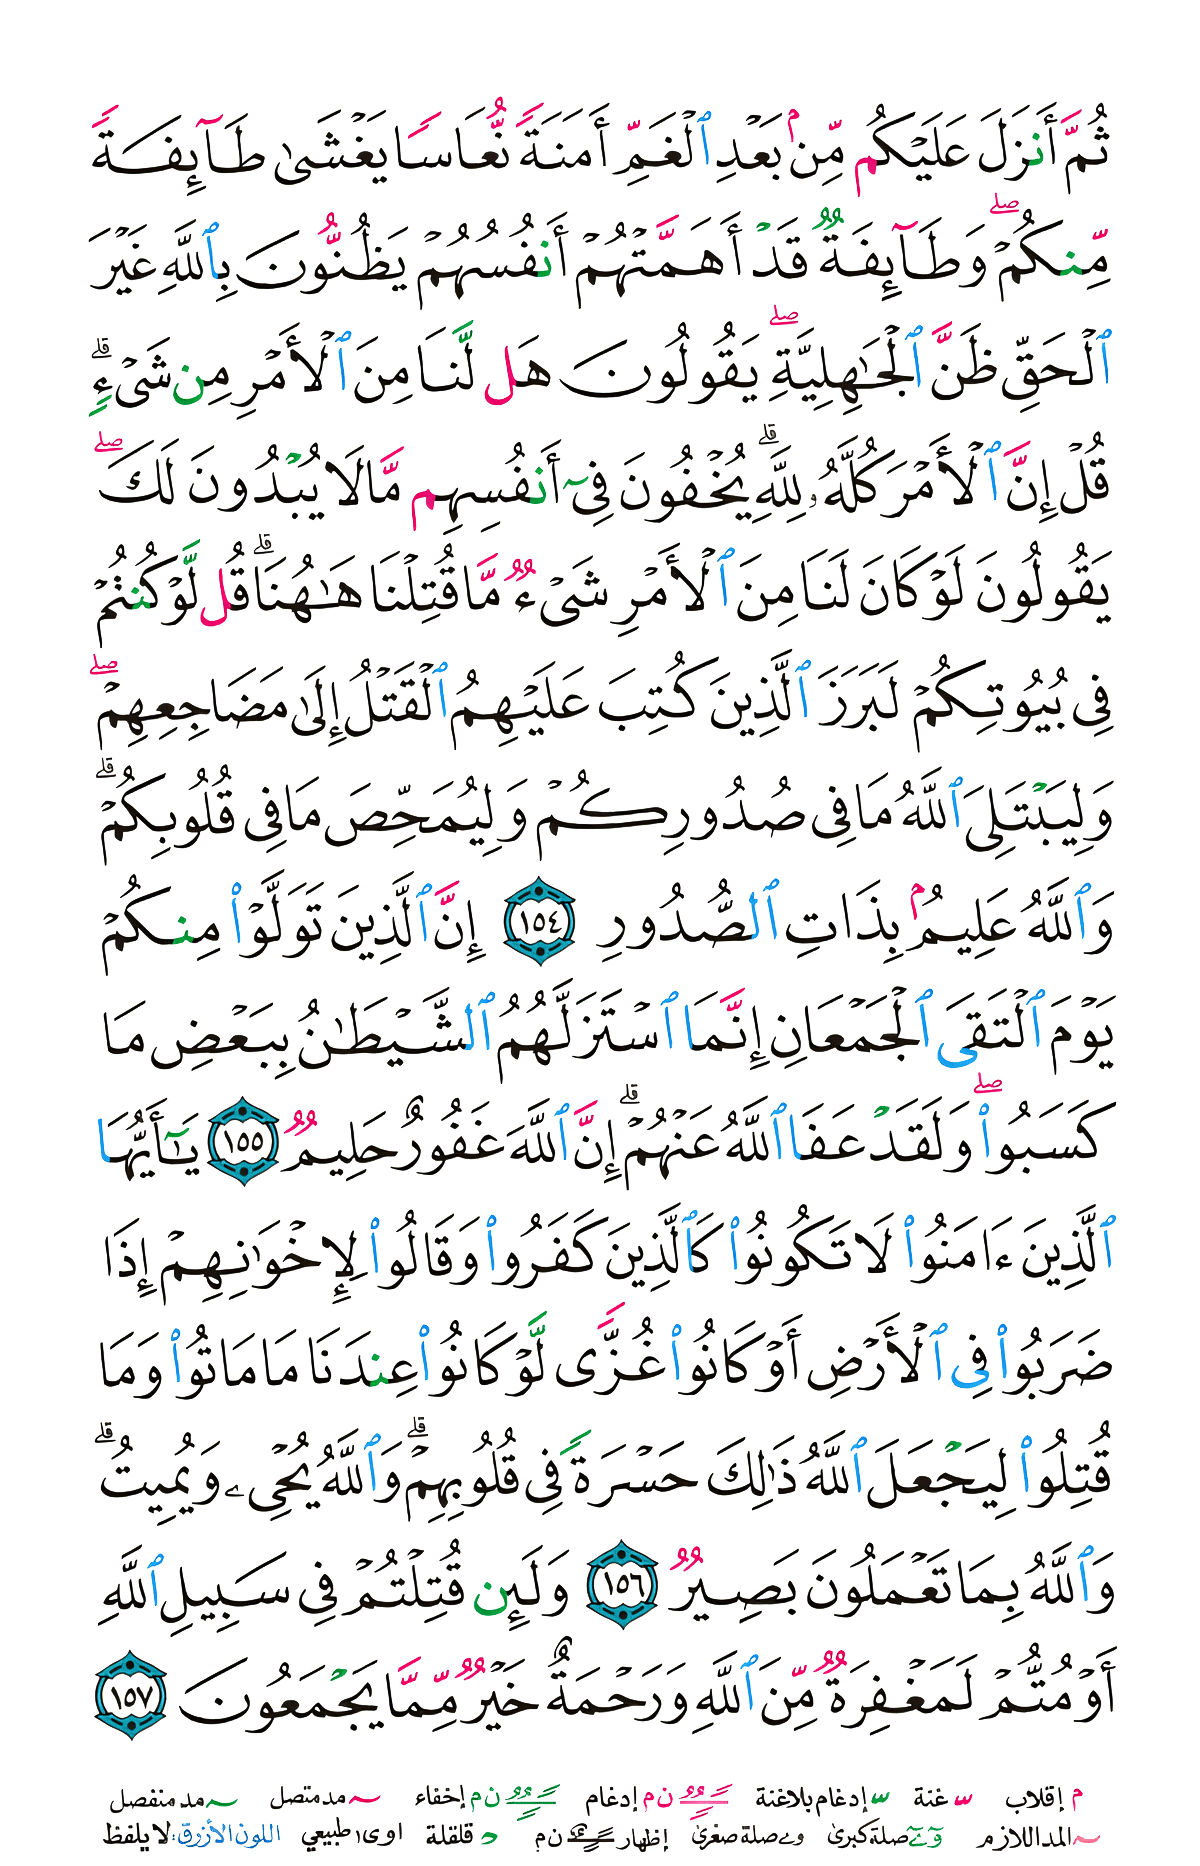 ثُمَّ أَنزَلَ عَلَيْكُم مِّنۢ بَعْدِ ٱلْغَمِّ أَمَنَةً نُّعَاسًا يَغْشَىٰ طَآئِفَةً
مِّنكُمْ ۖ وَطَآئِفَةٌ قَدْ أَهَمَّتْهُمْ أَنفُسُهُمْ يَظُنُّونَ بِٱللَّهِ غَيْرَ
ٱلْحَقِّ ظَنَّ ٱلْجَٰهِلِيَّةِ ۖ يَقُولُونَ هَل لَّنَا مِنَ ٱلْأَمْرِ مِن شَىْءٍ ۗ
قُلْ إِنَّ ٱلْأَمْرَ كُلَّهُۥ لِلَّهِ ۗ يُخْفُونَ فِىٓ أَنفُسِهِم مَّا لَا يُبْدُونَ لَكَ ۖ
يَقُولُونَ لَوْ كَانَ لَنَا مِنَ ٱلْأَمْرِ شَىْءٌ مَّا قُتِلْنَا هَٰهُنَا ۗ قُل لَّوْ كُنتُمْ
فِى بُيُوتِكُمْ لَبَرَزَ ٱلَّذِينَ كُتِبَ عَلَيْهِمُ ٱلْقَتْلُ إِلَىٰ مَضَاجِعِهِمْ ۖ
وَلِيَبْتَلِىَ ٱللَّهُ مَا فِى صُدُورِكُمْ وَلِيُمَحِّصَ مَا فِى قُلُوبِكُمْ ۗ
وَٱللَّهُ عَلِيمٌۢ بِذَاتِ ٱلصُّدُورِ ١٥٤ إِنَّ ٱلَّذِينَ تَوَلَّوْا۟ مِنكُمْ
يَوْمَ ٱلْتَقَى ٱلْجَمْعَانِ إِنَّمَا ٱسْتَزَلَّهُمُ ٱلشَّيْطَٰنُ بِبَعْضِ مَا
كَسَبُوا۟ ۖ وَلَقَدْ عَفَا ٱللَّهُ عَنْهُمْ ۗ إِنَّ ٱللَّهَ غَفُورٌ حَلِيمٌ ١٥٥ يَٰٓأَيُّهَا
ٱلَّذِينَ ءَامَنُوا۟ لَا تَكُونُوا۟ كَٱلَّذِينَ كَفَرُوا۟ وَقَالُوا۟ لِإِخْوَٰنِهِمْ إِذَا
ضَرَبُوا۟ فِى ٱلْأَرْضِ أَوْ كَانُوا۟ غُزًّى لَّوْ كَانُوا۟ عِندَنَا مَا مَاتُوا۟ وَمَا
قُتِلُوا۟ لِيَجْعَلَ ٱللَّهُ ذَٰلِكَ حَسْرَةً فِى قُلُوبِهِمْ ۗ وَٱللَّهُ يُحْىِۦ وَيُمِيتُ ۗ
وَٱللَّهُ بِمَا تَعْمَلُونَ بَصِيرٌ ١٥٦ وَلَئِن قُتِلْتُمْ فِى سَبِيلِ ٱللَّهِ
أَوْ مُتُّمْ لَمَغْفِرَةٌ مِّنَ ٱللَّهِ وَرَحْمَةٌ خَيْرٌ مِّمَّا يَجْمَعُونَ ١٥٧
م إقلاب غنة إدغام بلا غنة ن م إدغام ن م إخفاء مد متصل مد منفصل
المد اللازم و ے صلة كبرى و ے صلة صغرى إظهار ن م قلقلة ا و ى طبيعي اللون الأزرق: لا يلفظ